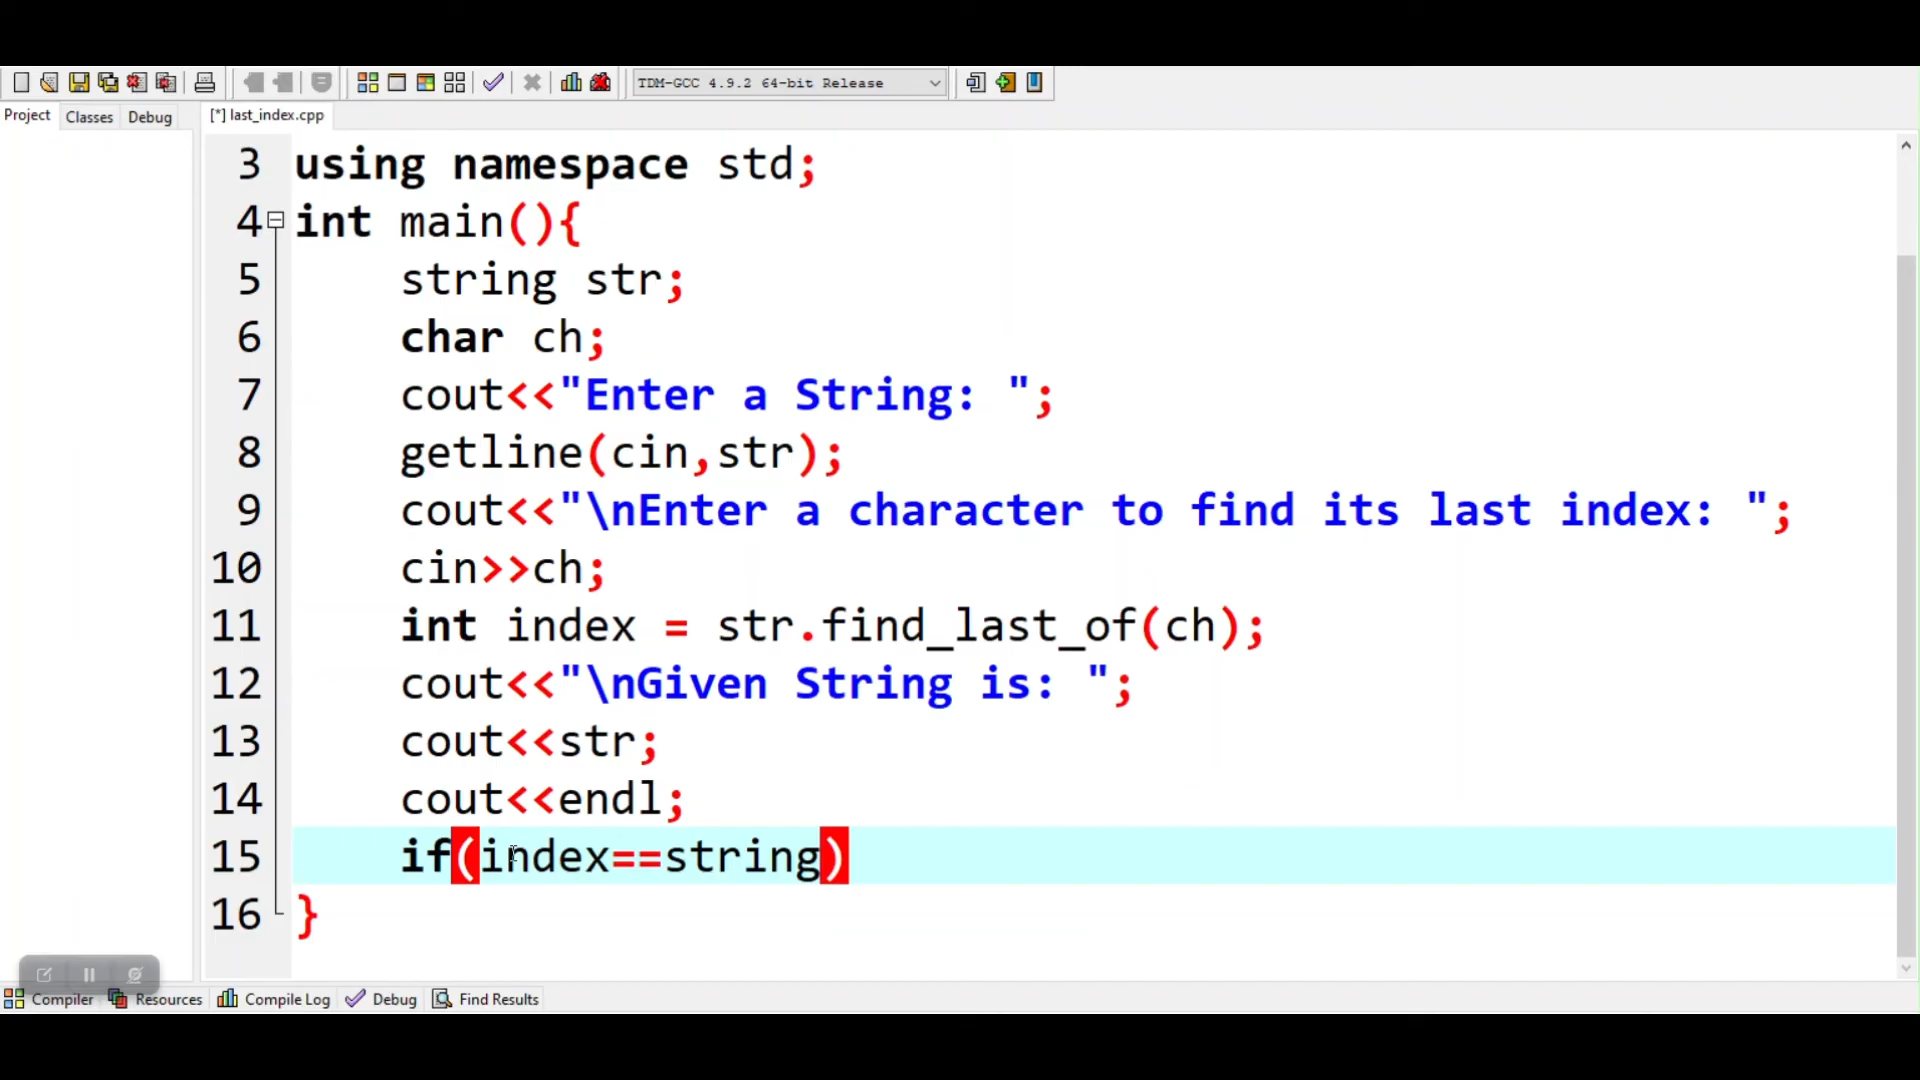 TDM-GCC 4.9.2 64-bit Release
Project Classes Debug
[*] last_index.cpp
3 using namespace std;
4 int main(){
5 string str;
6 char ch;
7 cout<<"Enter a String: ";
8 getline(cin,str);
9 cout<<"\nEnter a character to find its last index: ";
10 cin>>ch;
11 int index = str.find_last_of(ch);
12 cout<<"\nGiven String is: ";
13 cout<<str;
14 cout<<endl;
15 if(index==string)
16 }
Compiler Resources Compile Log Debug Find Results